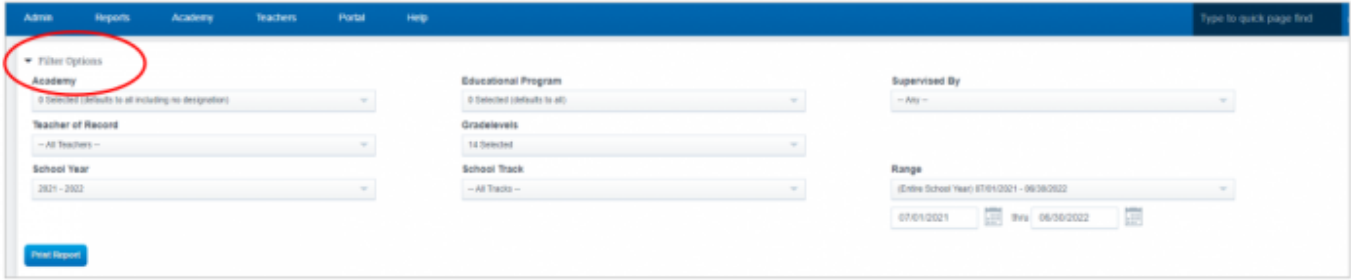 Admin Reports Academy Teachers Portal Help Type to quick page find
Filter Options
Academy Educational Program Supervised By
0 Selected (defaults to all including no designation) 0 Selected (defaults to all) -- Any --
Teacher of Record Gradelevels
-- All Teachers -- 14 Selected
School Year School Track Range
2021 - 2022 -- All Tracks -- (Entire School Year) 07/01/2021 - 06/30/2022
07/01/2021 thru 06/30/2022
Print Report